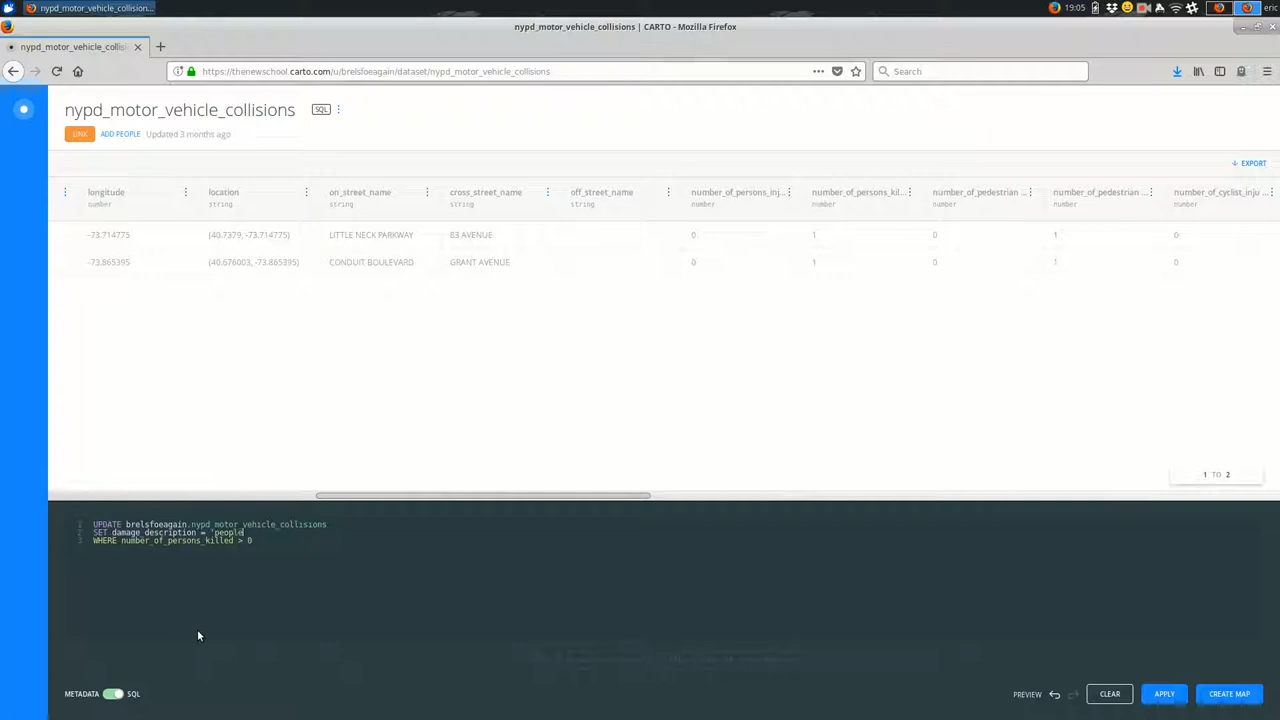 nypd_motor_vehicle_collision... 19:05 eric
nypd_motor_vehicle_collisions | CARTO - Mozilla Firefox
nypd_motor_vehicle_collis
https://thenewschool.carto.com/u/brelsfoeagain/dataset/nypd_motor_vehicle_collisions Search
nypd_motor_vehicle_collisions SQL
LINK ADD PEOPLE Updated 3 months ago
EXPORT
longitude location on_street_name cross_street_name off_street_name number_of_persons_inj... number_of_persons_kil... number_of_pedestrian ... number_of_pedestrian ... number_of_cyclist_inju ...
number string string string string number number number number number
-73.714775 (40.7379, -73.714775) LITTLE NECK PARKWAY 83 AVENUE 0 1 0 1 0
-73.865395 (40.676003, -73.865395) CONDUIT BOULEVARD GRANT AVENUE 0 1 0 1 0
1 TO 2
UPDATE brelsfoeagain.nypd_motor_vehicle_collisions
SET damage_description = 'people
WHERE number_of_persons_killed > 0
METADATA SQL PREVIEW CLEAR APPLY CREATE MAP